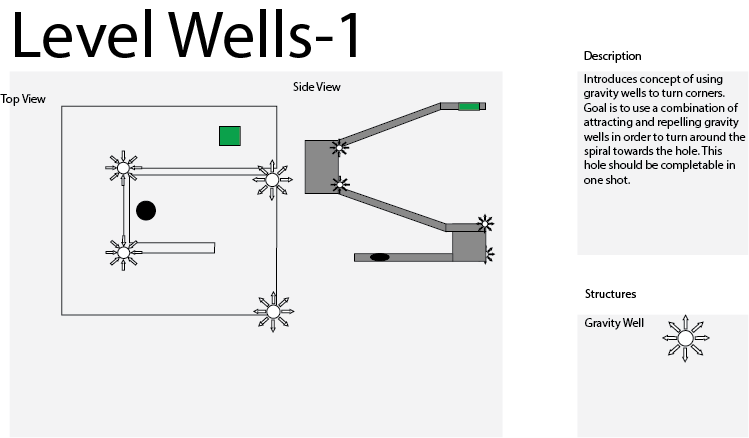 Level Wells-1
Top View
Side View
Description
Introduces concept of using
gravity wells to turn corners.
Goal is to use a combination of
attracting and repelling gravity
wells in order to turn around the
spiral towards the hole. This
hole should be completable in
one shot.
Structures
Gravity Well